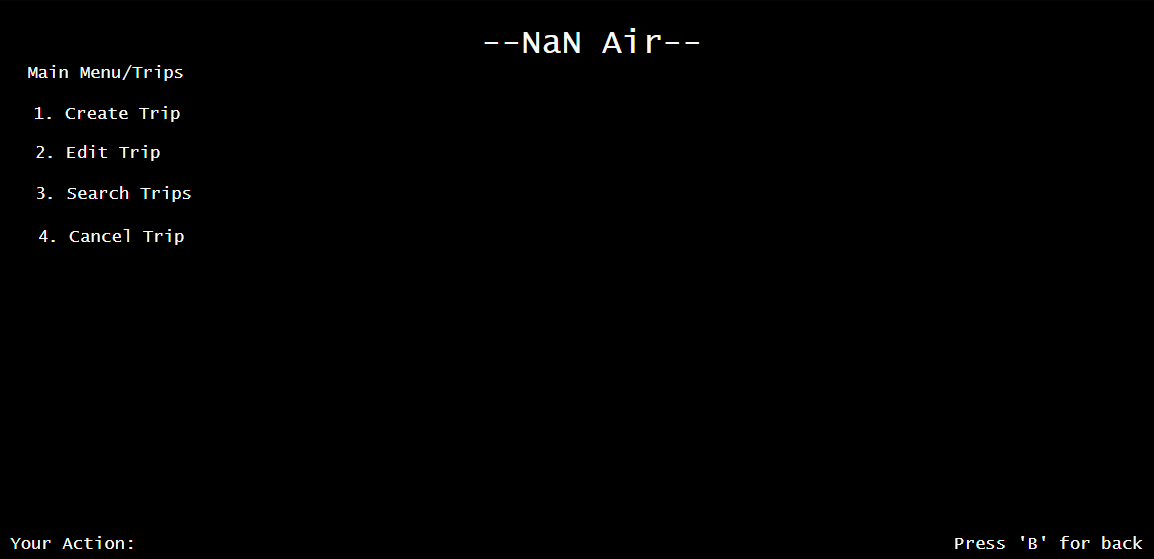 --NaN Air--
Main Menu/Trips
1. Create Trip
2. Edit Trip
3. Search Trips
4. Cancel Trip
Your Action:
Press 'B' for back